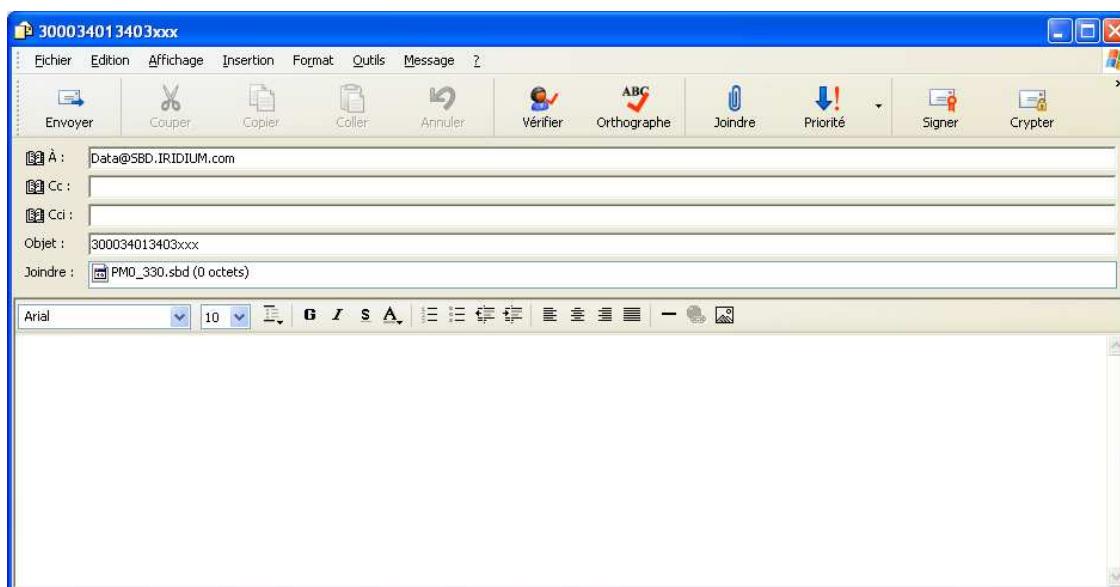 300034013403xxx
Fichier Edition Affichage Insertion Format Outils Message ?
Envoyer Couper Copier Coller Annuler Vérifier Orthographe Joindre Priorité Signer Crypter
À : Data@SBD.IRIDIUM.com
Cc :
Cci :
Objet : 300034013403xxx
Joindre : PM0_330.sbd (0 octets)
Arial 10 G I S A